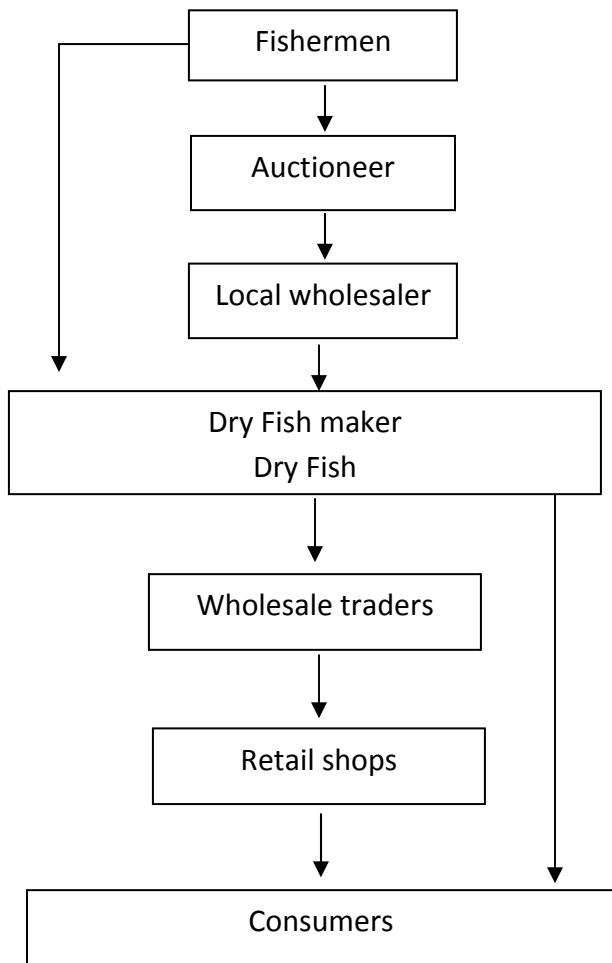 Fishermen
Auctioneer
Local wholesaler
Dry Fish maker
Dry Fish
Wholesale traders
Retail shops
Consumers